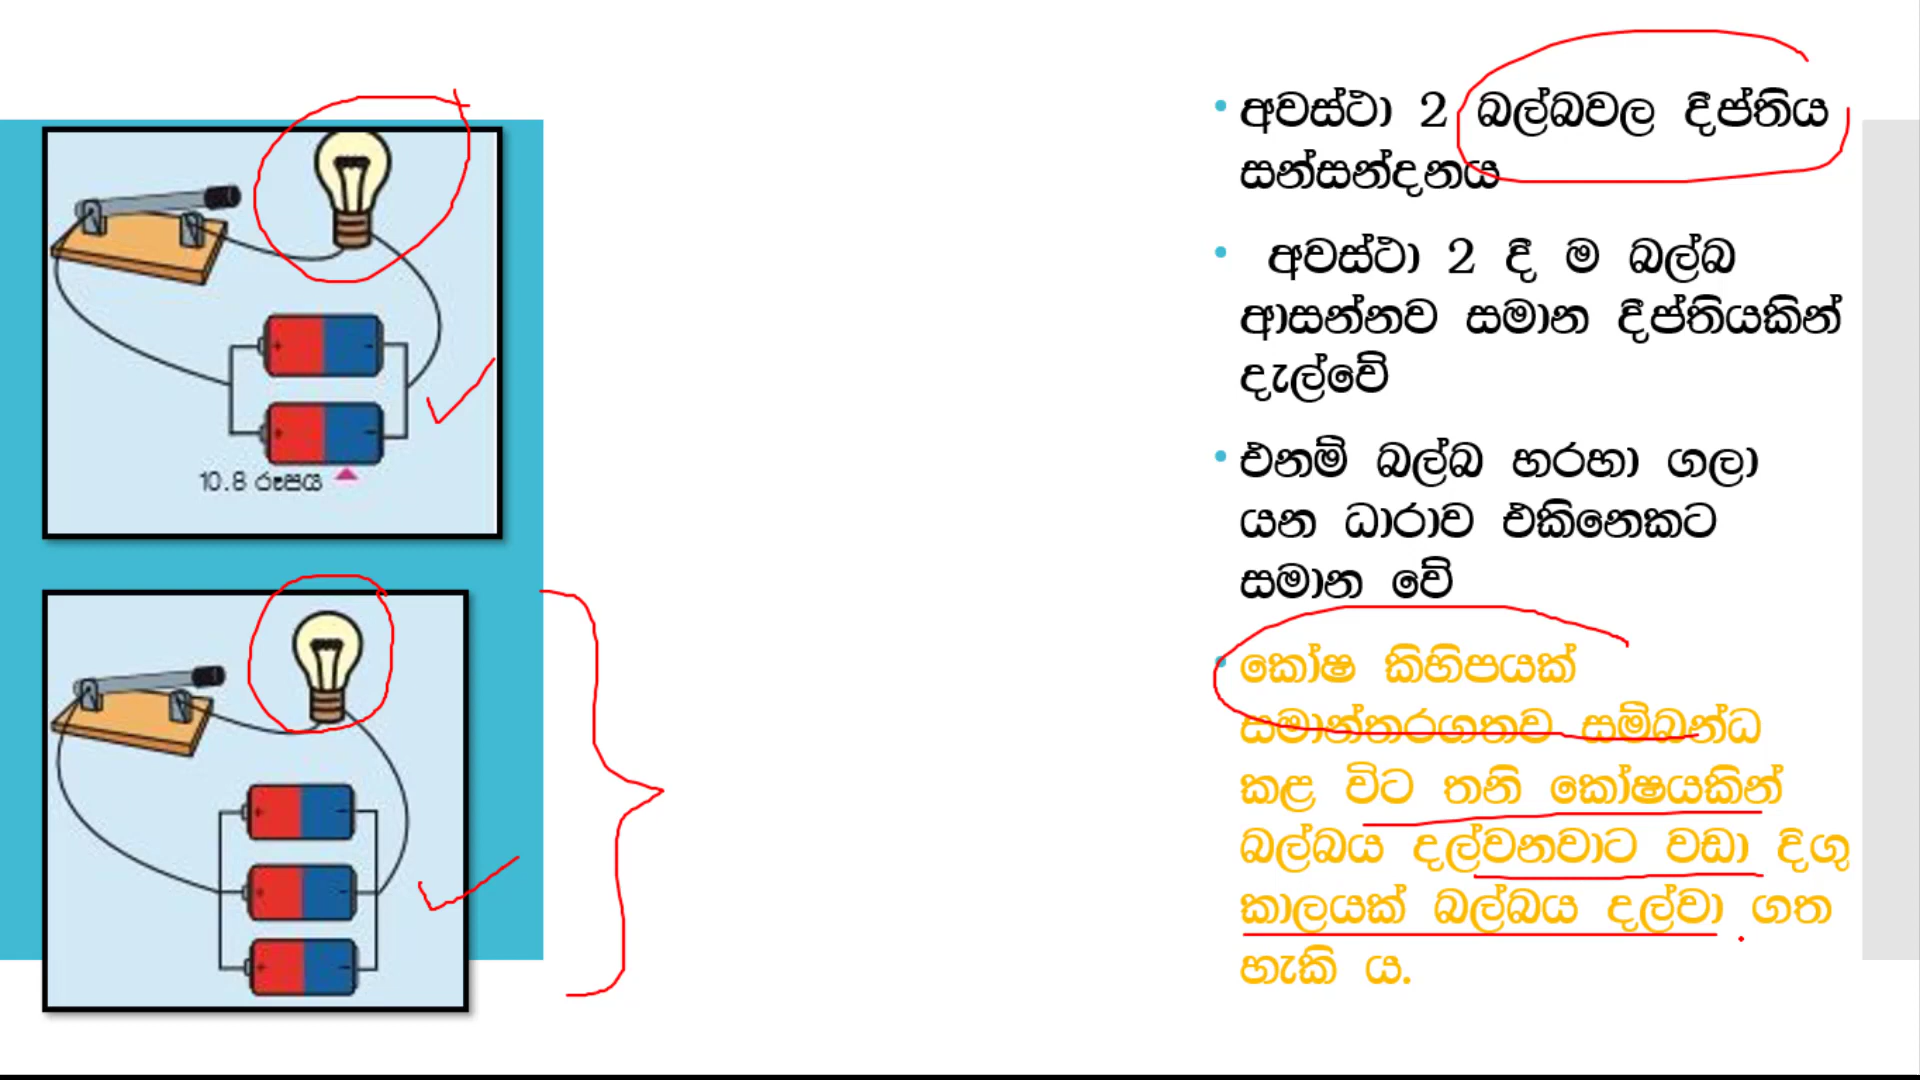 10.8 රූපය
• අවස්ථා 2 බල්බවල දීප්තිය
සන්සන්දනය
• අවස්ථා 2 දී ම බල්බ
ආසන්නව සමාන දීප්තියකින්
දැල්වේ
• එනම් බල්බ හරහා ගලා
යන ධාරාව එකිනෙකට
සමාන වේ
• කෝෂ කිහිපයක්
සමාන්තරගතව සම්බන්ධ
කළ විට තනි කෝෂයකින්
බල්බය දල්වනවාට වඩා දිගු
කාලයක් බල්බය දල්වා ගත
හැකි ය.